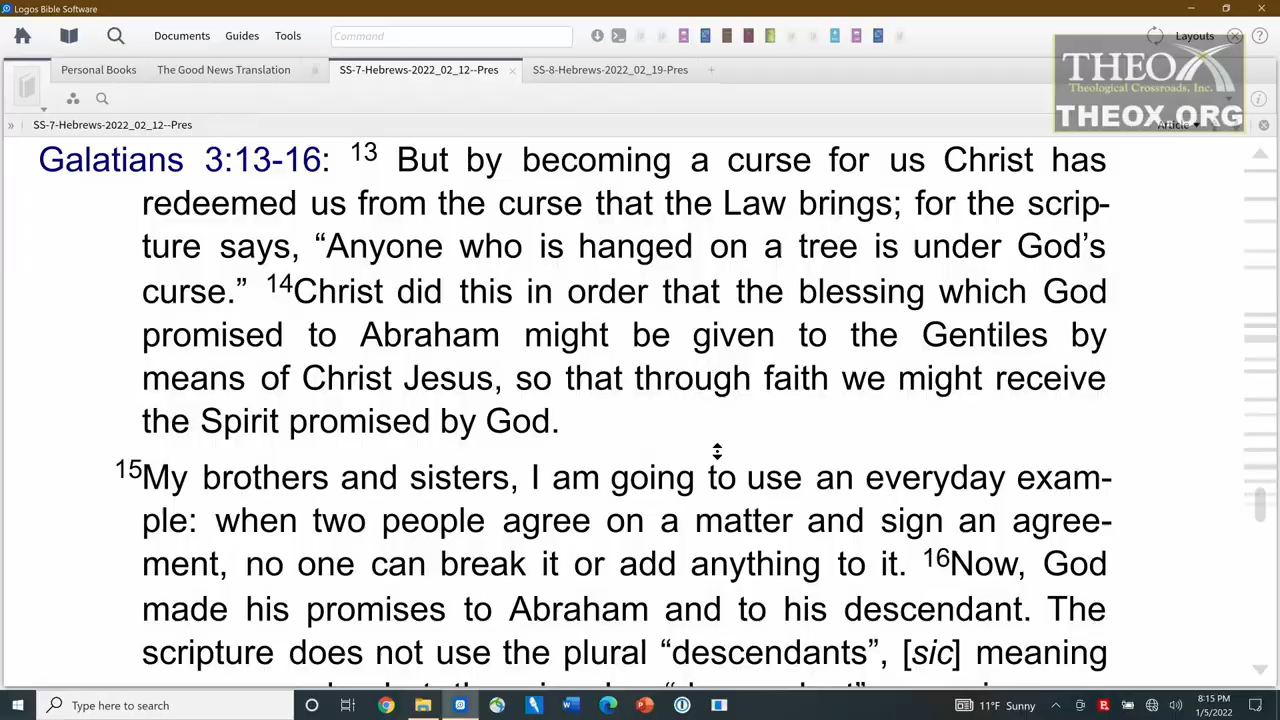 Logos Bible Software
Documents Guides Tools Command Layouts
Personal Books The Good News Translation SS-7-Hebrews-2022_02_12--Pres SS-8-Hebrews-2022_02_19-Pres
THEOX
Theological Crossroads, Inc.
THEOX.ORG
SS-7-Hebrews-2022_02_12--Pres Article
Galatians 3:13-16: 13 But by becoming a curse for us Christ has
redeemed us from the curse that the Law brings; for the scrip-
ture says, “Anyone who is hanged on a tree is under God’s
curse.” 14Christ did this in order that the blessing which God
promised to Abraham might be given to the Gentiles by
means of Christ Jesus, so that through faith we might receive
the Spirit promised by God.
15My brothers and sisters, I am going to use an everyday exam-
ple: when two people agree on a matter and sign an agree-
ment, no one can break it or add anything to it. 16Now, God
made his promises to Abraham and to his descendant. The
scripture does not use the plural “descendants”, [sic] meaning
Type here to search 11°F Sunny 8:15 PM
1/5/2022